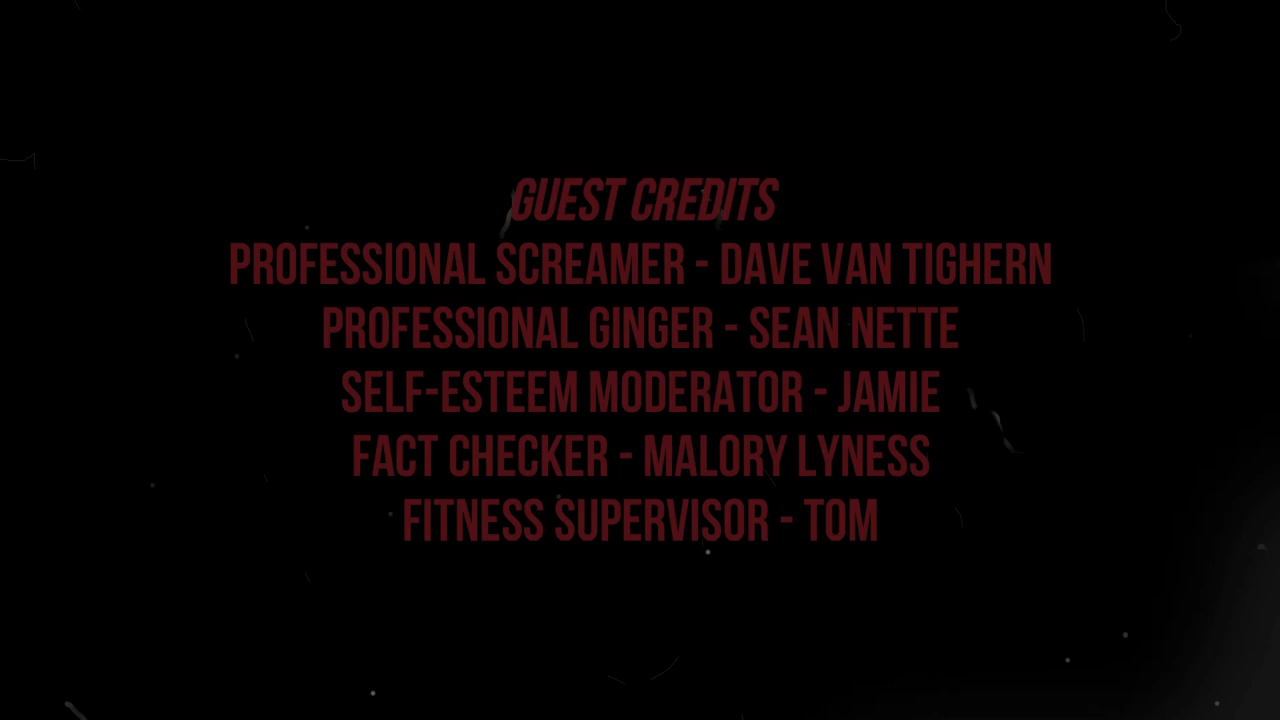 GUEST CREDITS
PROFESSIONAL SCREAMER - DAVE VAN TIGHERN
PROFESSIONAL GINGER - SEAN NETTE
SELF-ESTEEM MODERATOR - JAMIE
FACT CHECKER - MALORY LYNESS
FITNESS SUPERVISOR - TOM